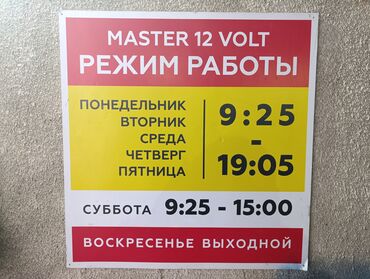 MASTER 12 VOLT
РЕЖИМ РАБОТЫ
ПОНЕДЕЛЬНИК
ВТОРНИК
СРЕДА
ЧЕТВЕРГ
ПЯТНИЦА
9:25
-
19:05
СУББОТА 9:25 - 15:00
ВОСКРЕСЕНЬЕ ВЫХОДНОЙ